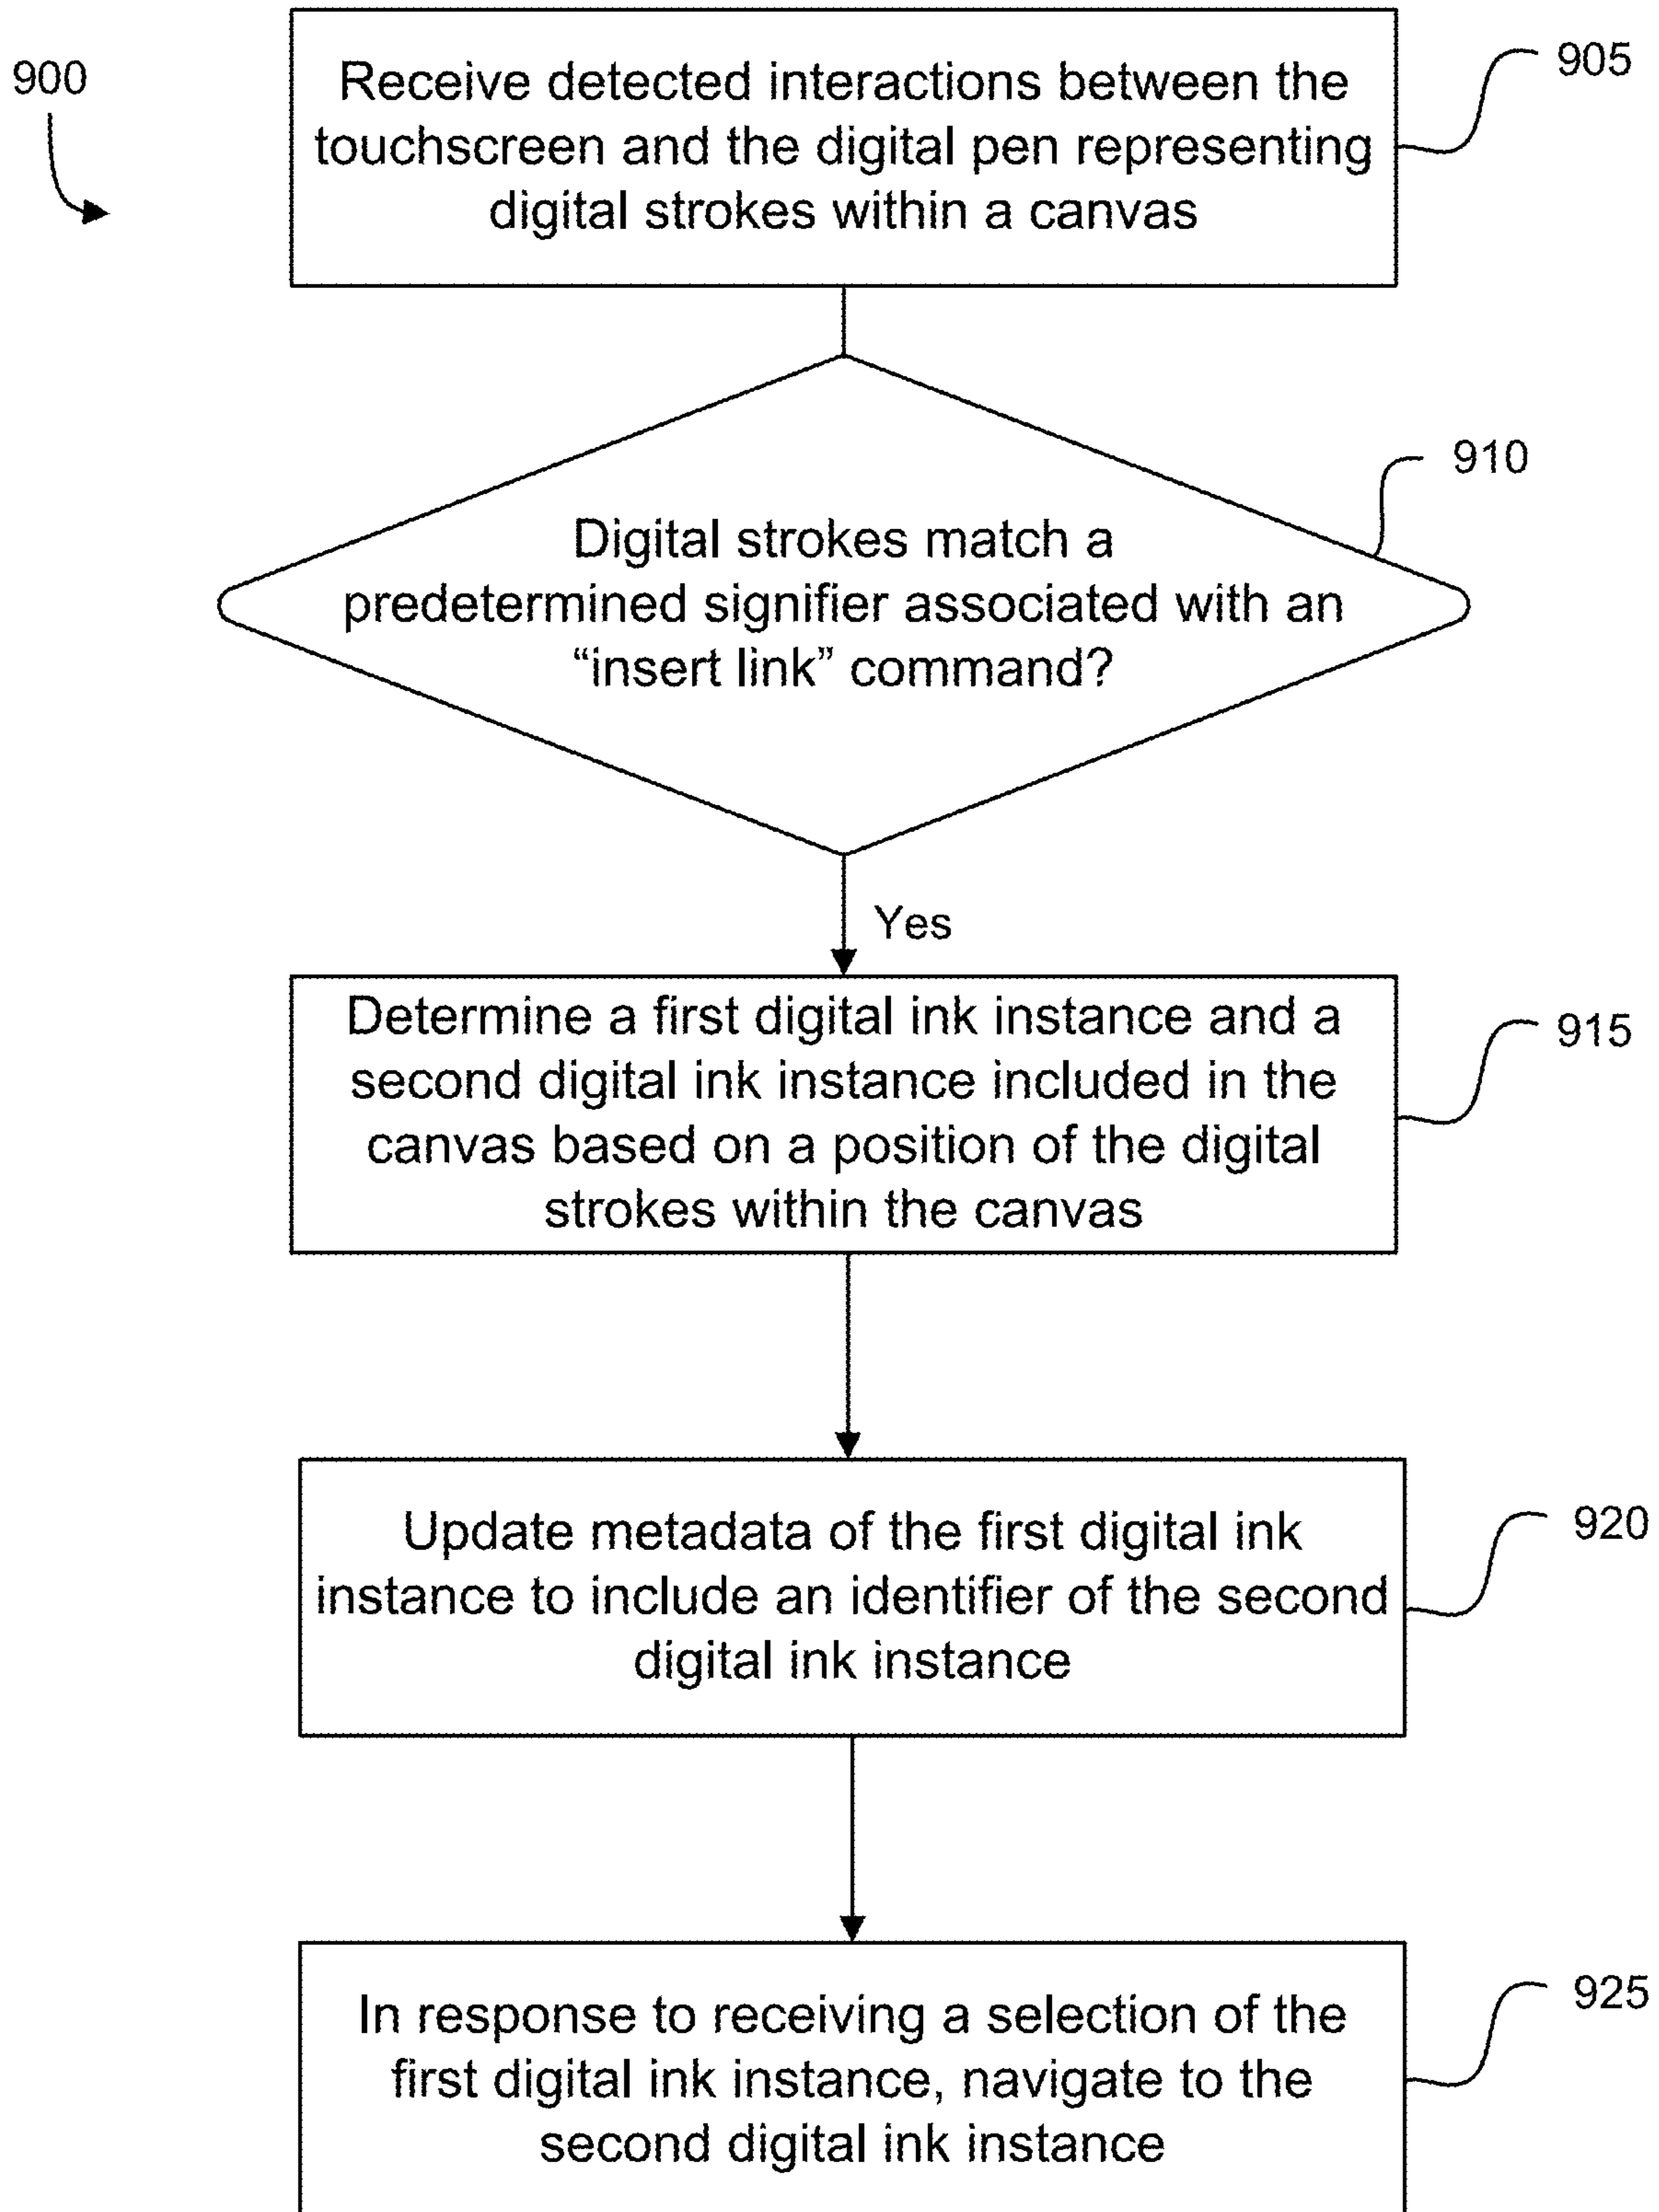 900
Receive detected interactions between the
touchscreen and the digital pen representing
digital strokes within a canvas
905
Digital strokes match a
predetermined signifier associated with an
“insert link” command?
910
Yes
Determine a first digital ink instance and a
second digital ink instance included in the
canvas based on a position of the digital
strokes within the canvas
915
Update metadata of the first digital ink
instance to include an identifier of the second
digital ink instance
920
In response to receiving a selection of the
first digital ink instance, navigate to the
second digital ink instance
925